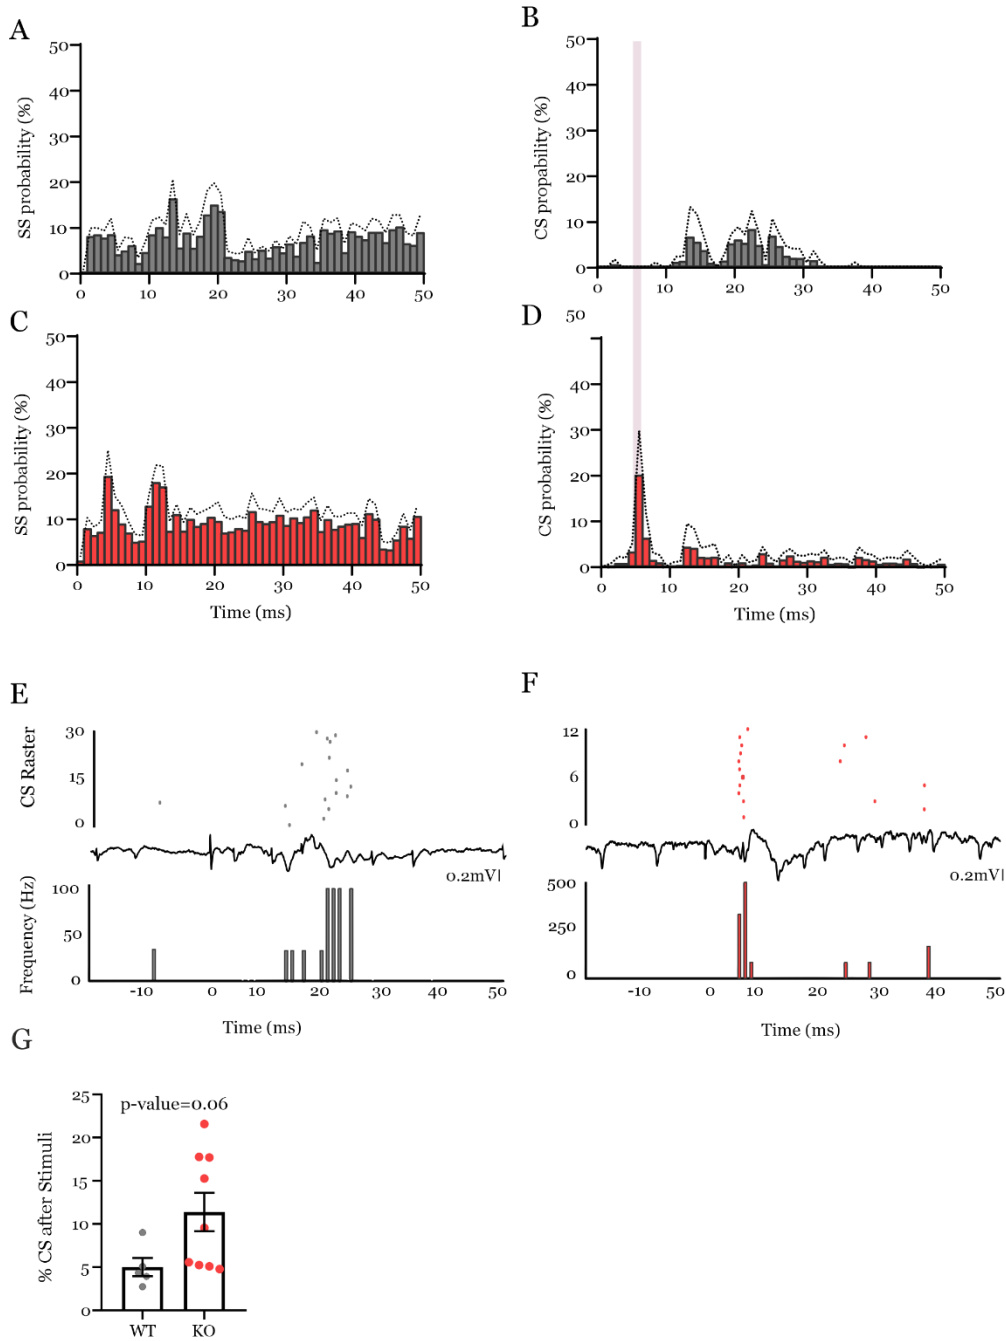 A
SS probability (%)
50
40
30
20
10
0
0 10 20 30 40 50
B
CS propability (%)
50
40
30
20
10
0
0 10 20 30 40 50
C
SS probability (%)
50
40
30
20
10
0
0 10 20 30 40 50
Time (ms)
D
50
CS probability (%)
40
30
20
10
0
0 10 20 30 40 50
Time (ms)
E
CS Raster
30
15
0
0.2mV
Frequency (Hz)
100
50
0
-10 0 10 20 30 40 50
Time (ms)
F
12
6
0
0.2mV
500
250
0
-10 0 10 20 30 40 50
Time (ms)
G
% CS after Stimuli
25
20
15
10
5
0
p-value=0.06
WT KO